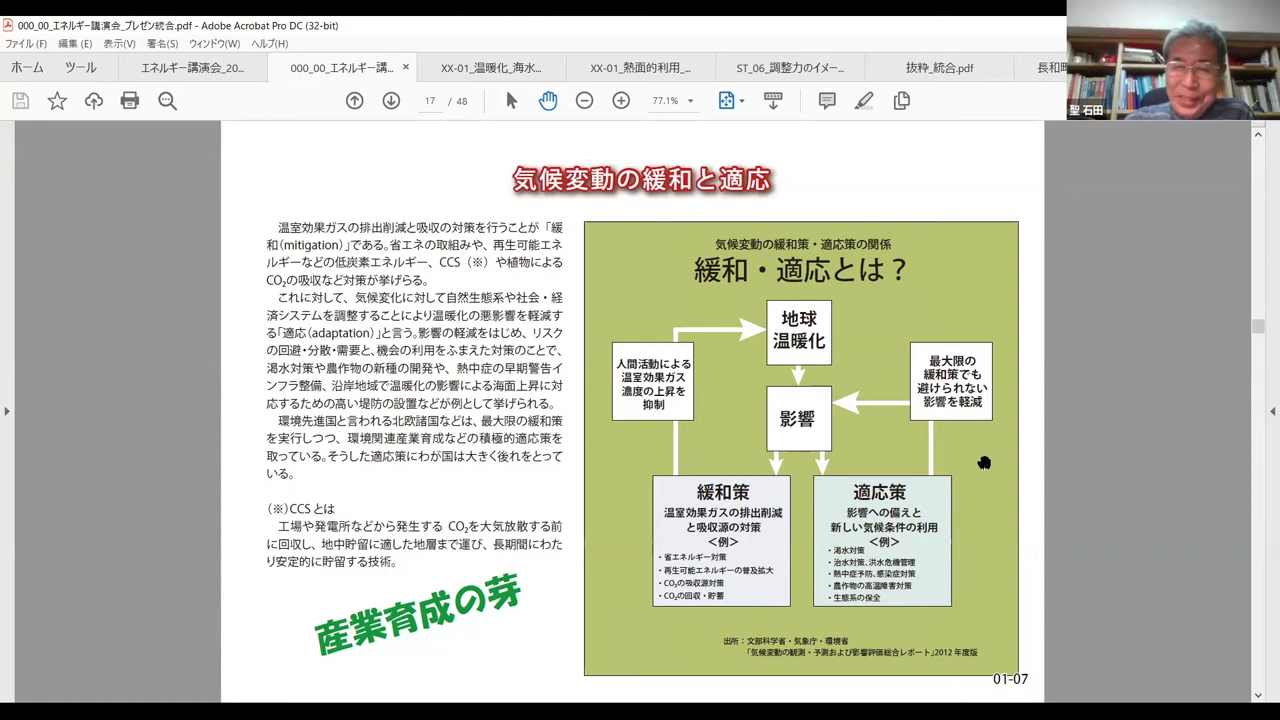 000_00_エネルギー講演会_プレゼン統合.pdf - Adobe Acrobat Pro DC (32-bit)
ファイル(F) 編集(E) 表示(V) 署名(S) ウィンドウ(W) ヘルプ(H)
ホーム ツール エネルギー講演会_20... 000_00_エネルギー講... × XX-01_温暖化_海水... XX-01_熱面的利用_... ST_06_調整力のイメー... 抜粋_統合.pdf 長和町
17 / 48 77.1%
聖 石田
気候変動の緩和と適応
温室効果ガスの排出削減と吸収の対策を行うことが「緩
和(mitigation)」である。省エネの取組みや、再生可能エネ
ルギーなどの低炭素エネルギー、CCS(※)や植物による
CO₂の吸収など対策が挙げらる。
これに対して、気候変化に対して自然生態系や社会・経
済システムを調整することにより温暖化の悪影響を軽減す
る「適応(adaptation)」と言う。影響の軽減をはじめ、リスク
の回避・分散・需要と、機会の利用をふまえた対策のことで、
渇水対策や農作物の新種の開発や、熱中症の早期警告イ
ンフラ整備、沿岸地域で温暖化の影響による海面上昇に対
応するための高い堤防の設置などが例として挙げられる。
環境先進国と言われる北欧諸国などは、最大限の緩和策
を実行しつつ、環境関連産業育成などの積極的適応策を
取っている。そうした適応策にわが国は大きく後れをとって
いる。
(※)CCSとは
工場や発電所などから発生する CO₂を大気放散する前
に回収し、地中貯留に適した地層まで運び、長期間にわた
り安定的に貯留する技術。
産業育成の芽
気候変動の緩和策・適応策の関係
緩和・適応とは？
地球
温暖化
人間活動による
温室効果ガス
濃度の上昇を
抑制
影響
最大限の
緩和策でも
避けられない
影響を軽減
緩和策
温室効果ガスの排出削減
と吸収源の対策
＜例＞
・省エネルギー対策
・再生可能エネルギーの普及拡大
・CO₂の吸収源対策
・CO₂の回収・貯蓄
適応策
影響への備えと
新しい気候条件の利用
＜例＞
・渇水対策
・治水対策、洪水危機管理
・熱中症予防、感染症対策
・農作物の高温障害対策
・生態系の保全
出所：文部科学省・気象庁・環境省
「気候変動の観測・予測および影響評価総合レポート」2012年度版
01-07